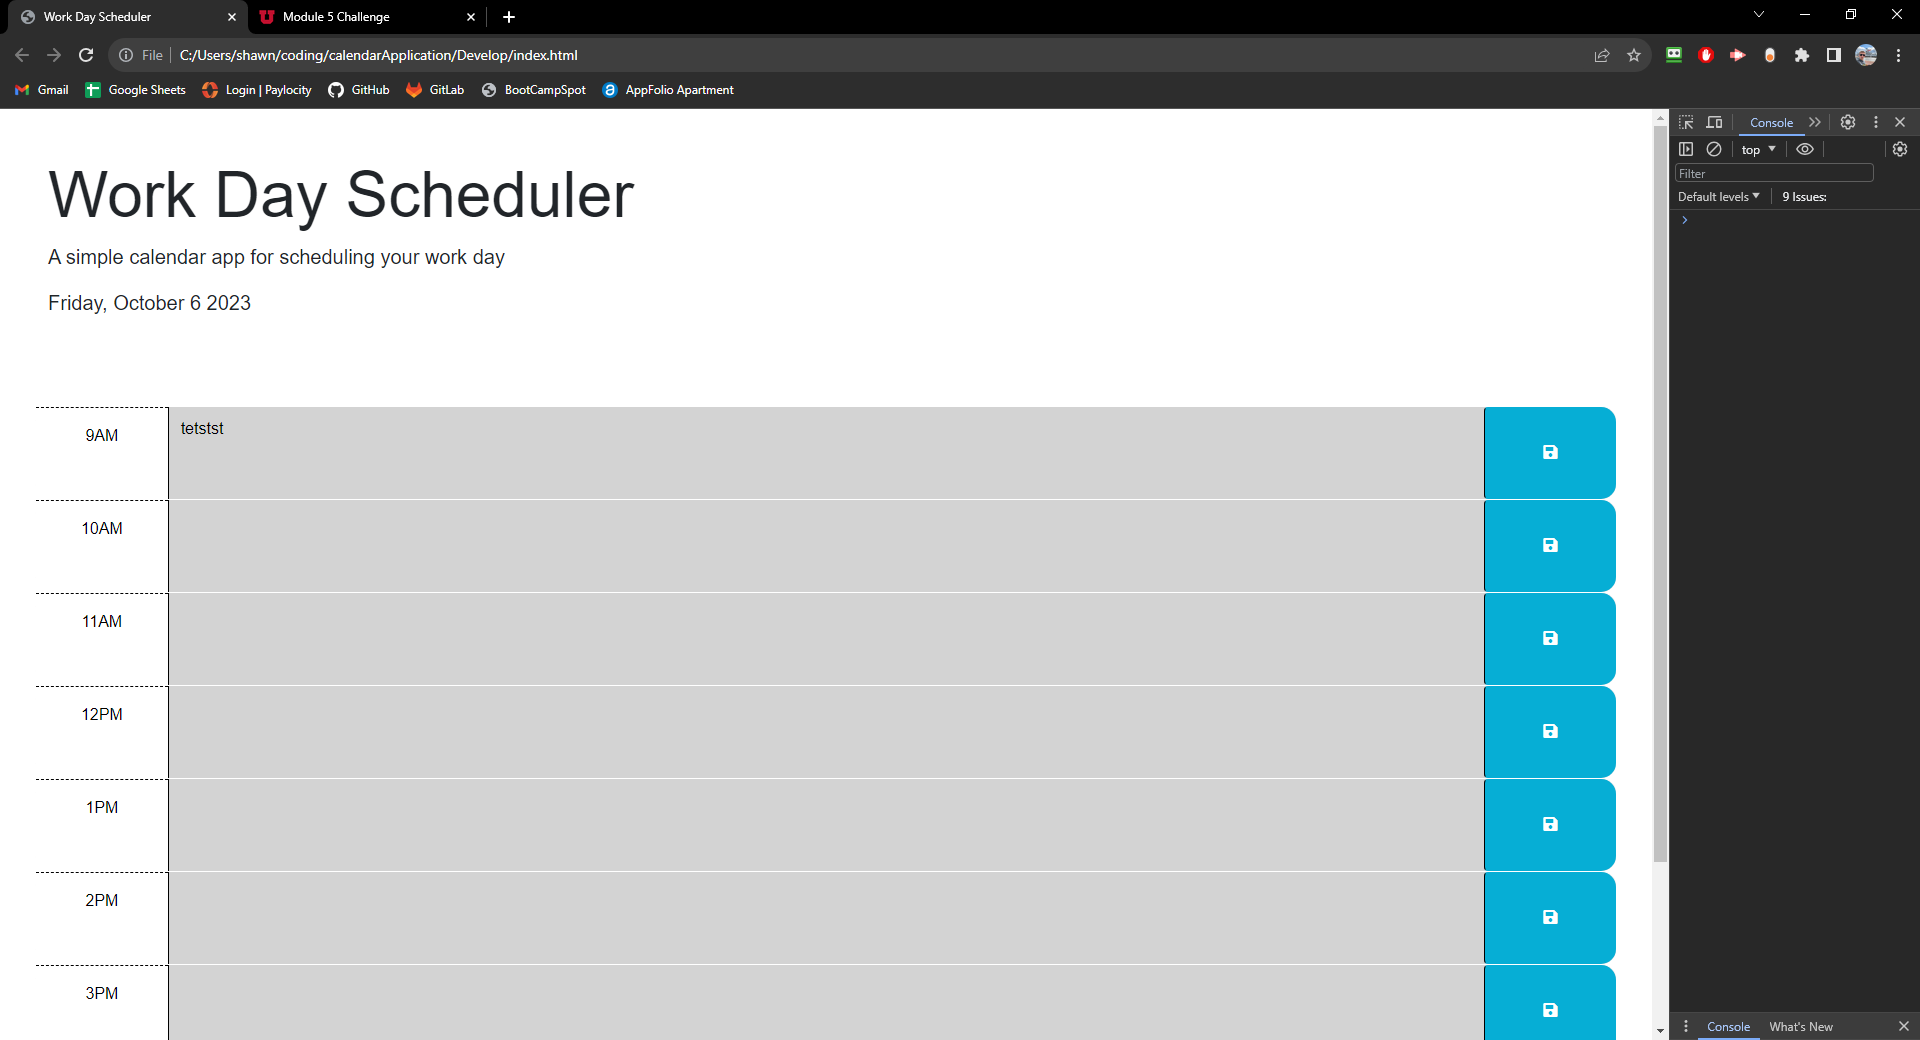 Work Day Scheduler
Module 5 Challenge
File
C:/Users/shawn/coding/calendarApplication/Develop/index.html
Gmail
Google Sheets
Login | Paylocity
GitHub
GitLab
BootCampSpot
AppFolio Apartment
Work Day Scheduler
A simple calendar app for scheduling your work day
Friday, October 6 2023
9AM
tetstst
10AM
11AM
12PM
1PM
2PM
3PM
Console
top
Filter
Default levels
9 Issues:
Console
What's New